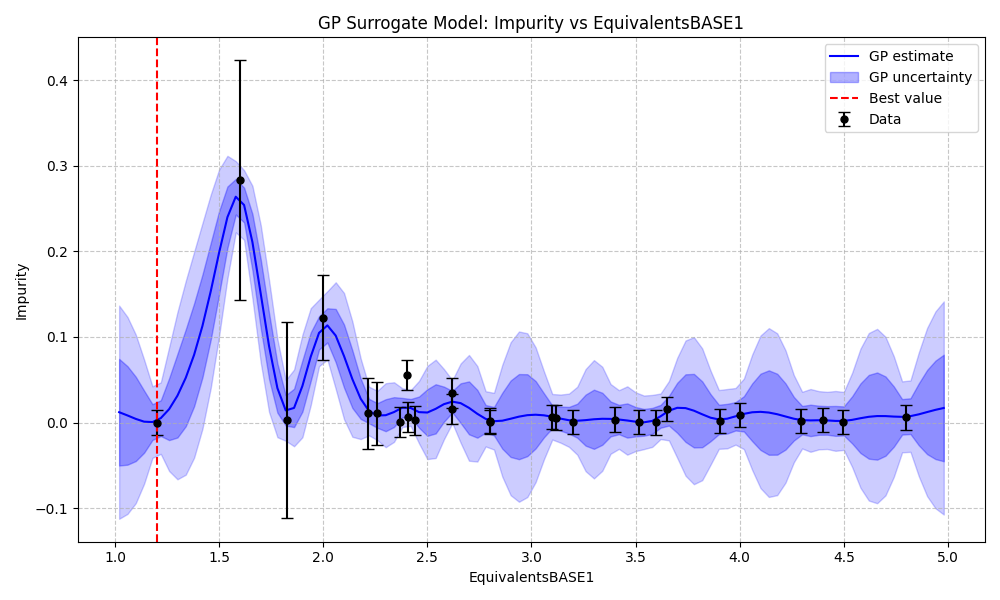 GP Surrogate Model: Impurity vs EquivalentsBASE1
GP estimate
GP uncertainty
Best value
Data
Impurity
0.4
0.3
0.2
0.1
0.0
−0.1
1.0 1.5 2.0 2.5 3.0 3.5 4.0 4.5 5.0
EquivalentsBASE1